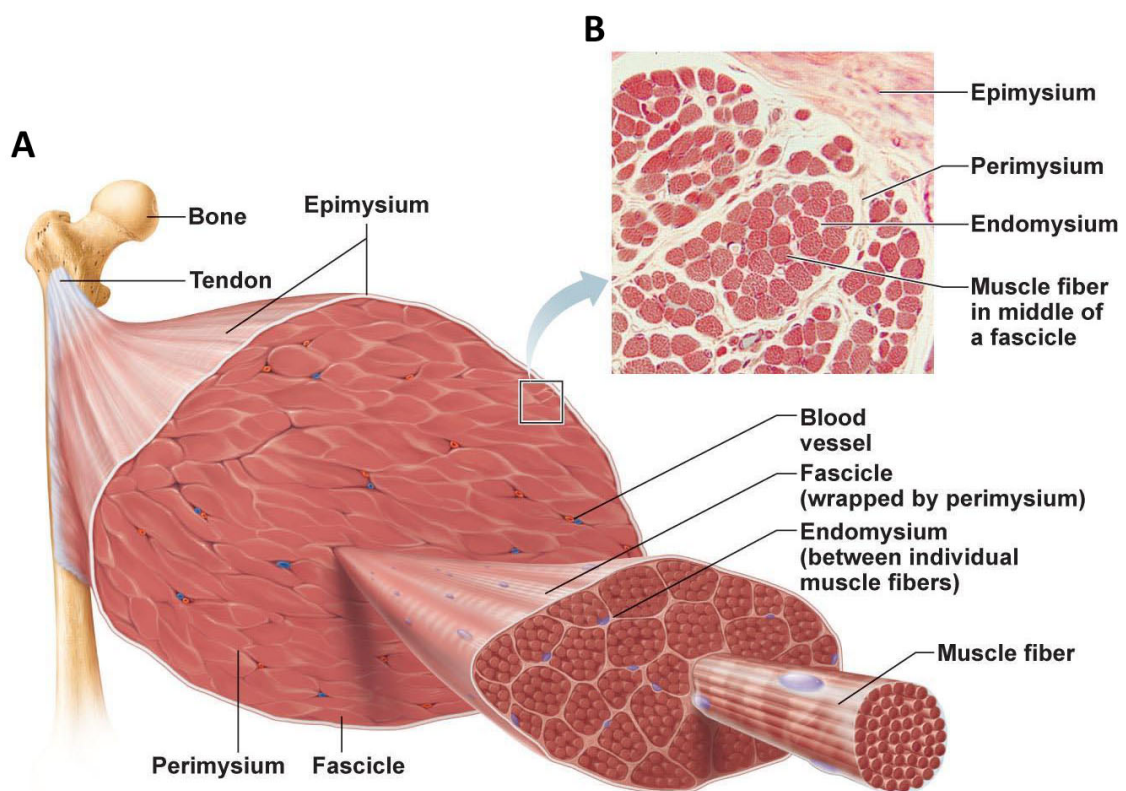 B
Epimysium
Perimysium
Endomysium
Muscle fiber
in middle of
a fascicle
A
Bone
Epimysium
Tendon
Blood
vessel
Fascicle
(wrapped by perimysium)
Endomysium
(between individual
muscle fibers)
Muscle fiber
Perimysium
Fascicle